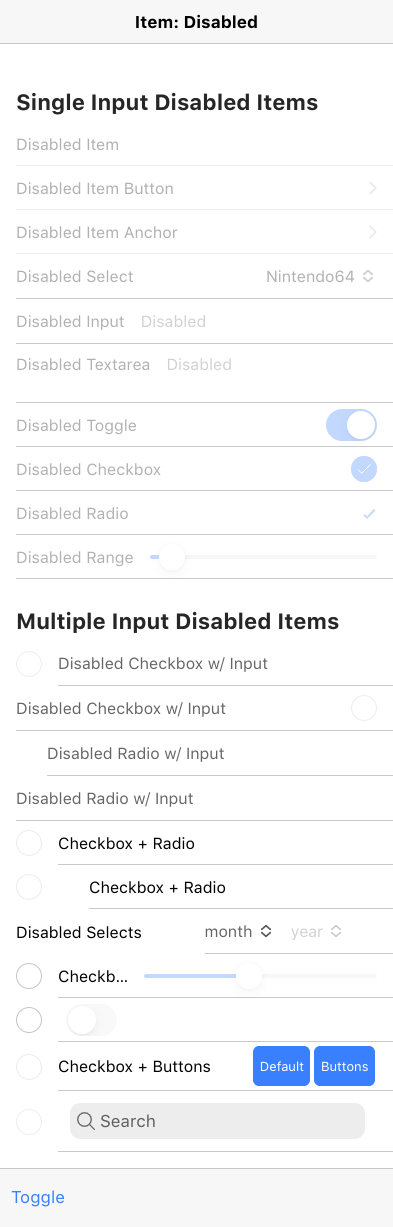 Item: Disabled
Single Input Disabled Items
Disabled Item
Disabled Item Button
Disabled Item Anchor
Disabled Select Nintendo64
Disabled Input Disabled
Disabled Textarea Disabled
Disabled Toggle
Disabled Checkbox
Disabled Radio
Disabled Range
Multiple Input Disabled Items
Disabled Checkbox w/ Input
Disabled Checkbox w/ Input
Disabled Radio w/ Input
Disabled Radio w/ Input
Checkbox + Radio
Checkbox + Radio
Disabled Selects month year
Checkb...
Checkbox + Buttons Default Buttons
Search
Toggle